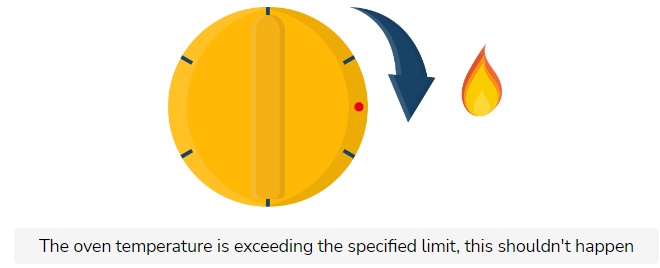 The oven temperature is exceeding the specified limit, this shouldn't happen